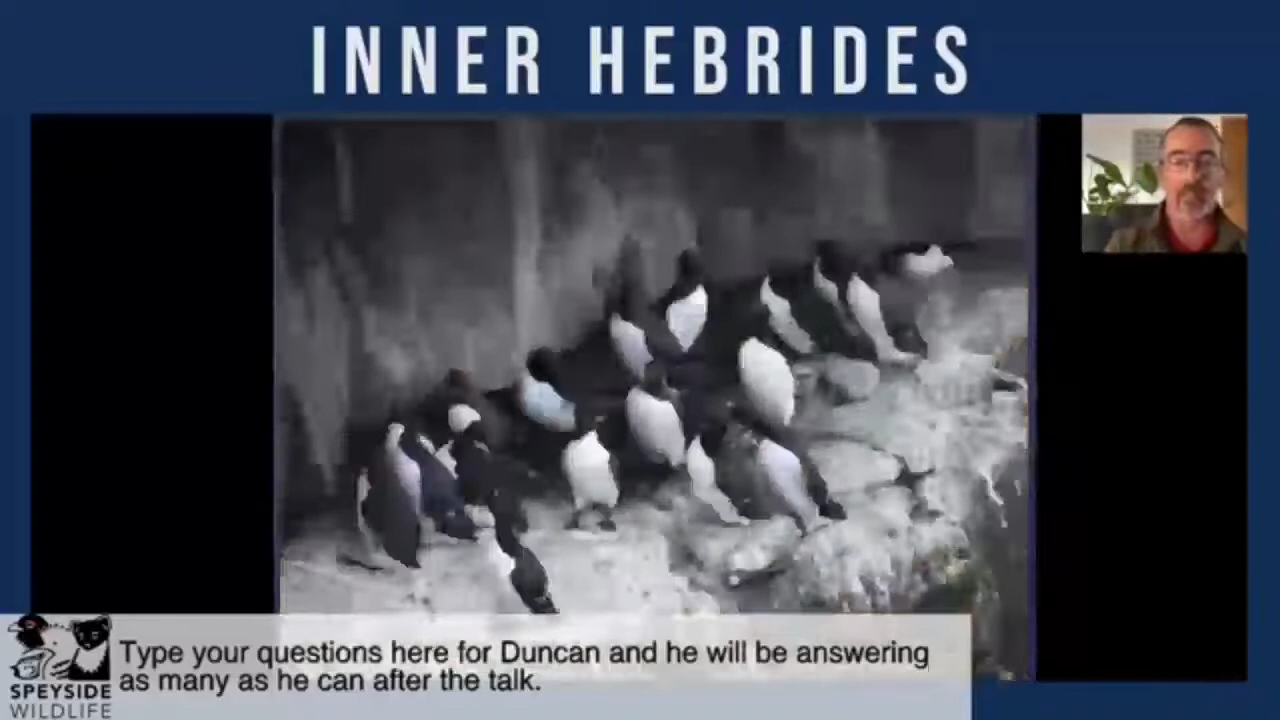 INNER HEBRIDES
Type your questions here for Duncan and he will be answering
as many as he can after the talk.
SPEYSIDE
WILDLIFE